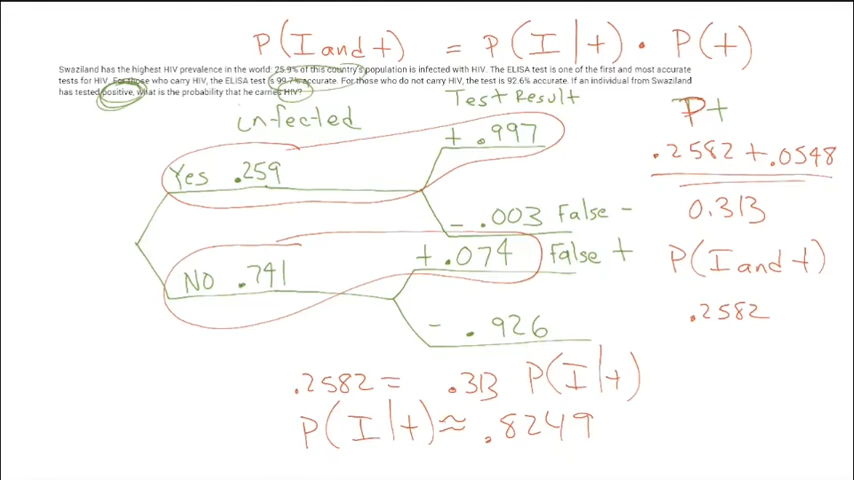 P(I and +) = P(I|+) · P(+)
Swaziland has the highest HIV prevalence in the world: 25.9% of this country's population is infected with HIV. The ELISA test is one of the first and most accurate
tests for HIV. For those who carry HIV, the ELISA test is 99.7% accurate. For those who do not carry HIV, the test is 92.6% accurate. If an individual from Swaziland
has tested positive, what is the probability that he carries HIV?
infected
Test Result
P+
+ .997
.2582 + .0548
Yes .259
- .003 False -
0.313
+ .074 False +
P(I and +)
No .741
.2582
- .926
.2582 = .313 P(I|+)
P(I|+) ≈ .8249